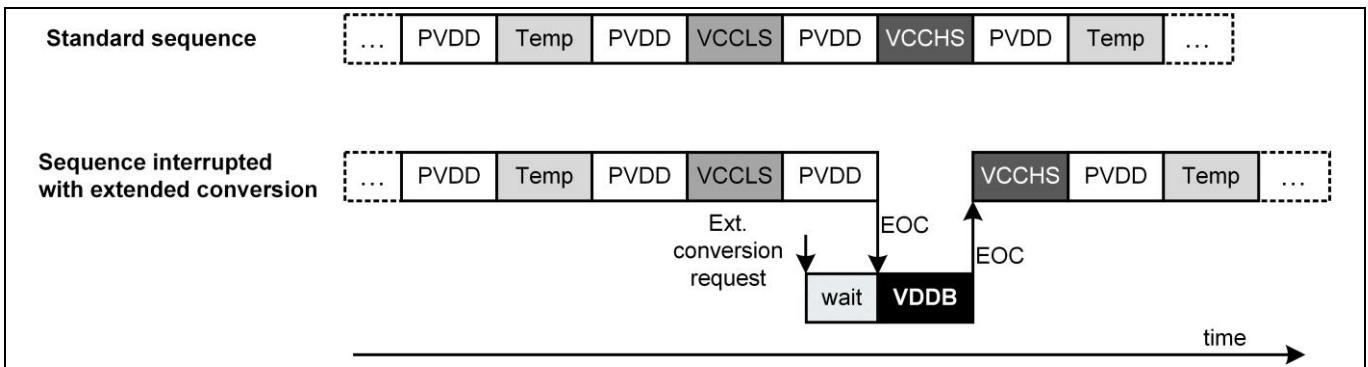 Standard sequence
... PVDD Temp PVDD VCCLS PVDD VCCHS PVDD Temp ...
Sequence interrupted
with extended conversion
... PVDD Temp PVDD VCCLS PVDD VCCHS PVDD Temp ...
Ext.
conversion
request
EOC
EOC
wait VDDB
time